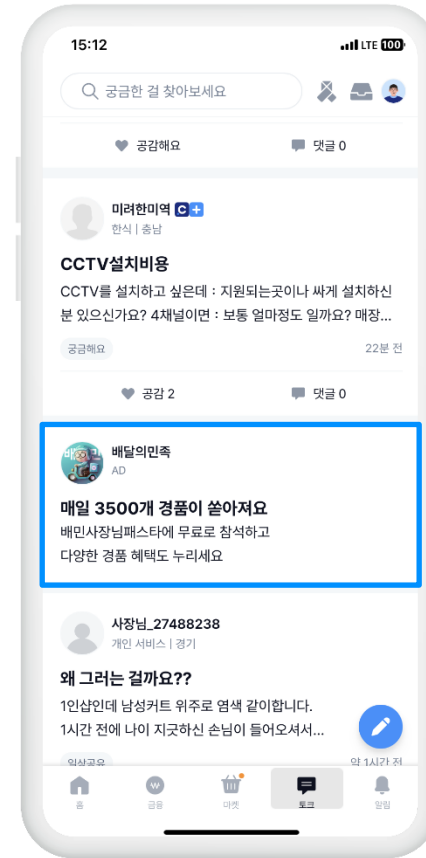 15:12
LTE 100
궁금한 걸 찾아보세요
공감해요
댓글 0
미려한미역 C+
한식 | 충남
CCTV설치비용
CCTV를 설치하고 싶은데 : 지원되는곳이나 싸게 설치하신
분 있으신가요? 4채널이면 : 보통 얼마정도 일까요? 매장...
궁금해요
22분 전
공감 2
댓글 0
배달의민족
AD
매일 3500개 경품이 쏟아져요
배민사장님패스타에 무료로 참석하고
다양한 경품 혜택도 누리세요
사장님_27488238
개인 서비스 | 경기
왜 그러는 걸까요??
1인샵인데 남성커트 위주로 염색 같이합니다.
1시간 전에 나이 지긋하신 손님이 들어오셔서...
일상공유
약 1시간 전
홈
금융
마켓
토크
알림